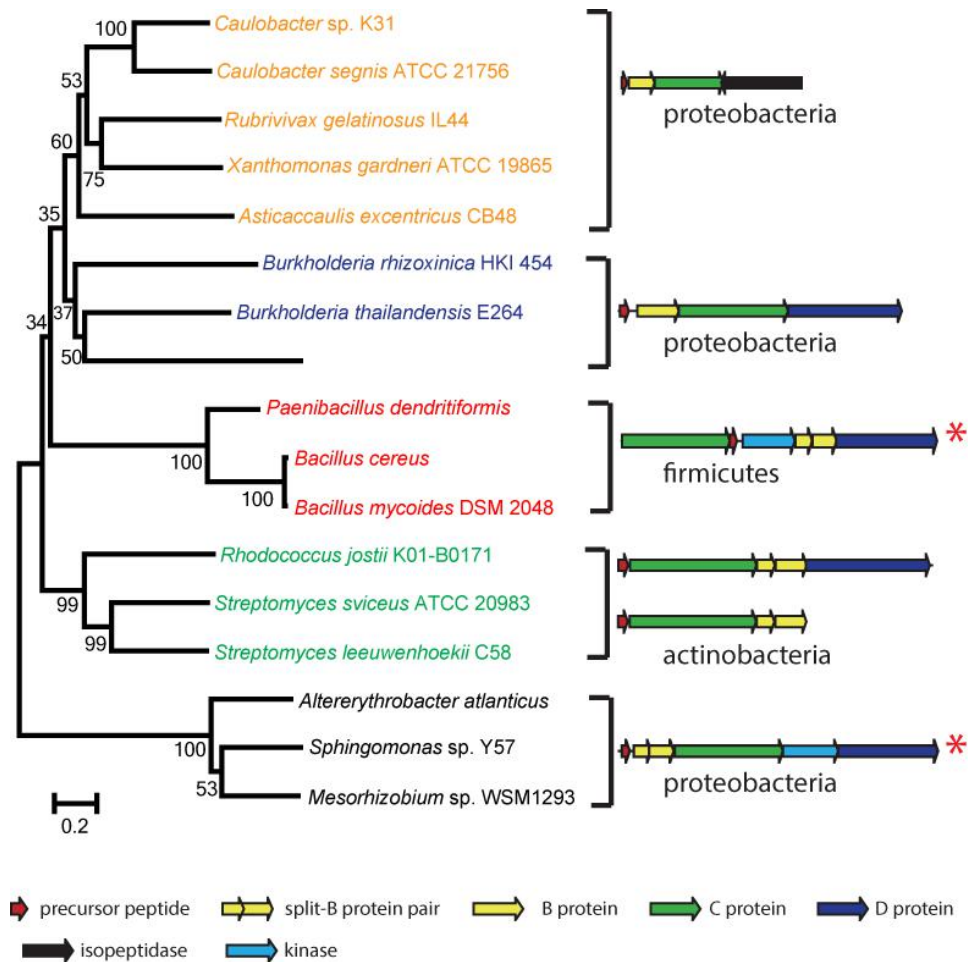 100
Caulobacter sp. K31
53
Caulobacter segnis ATCC 21756
proteobacteria
Rubrivivax gelatinosus IL44
60
75
Xanthomonas gardneri ATCC 19865
35
Asticaccaulis excentricus CB48
Burkholderia rhizoxinica HKI 454
34
37
Burkholderia thailandensis E264
50
proteobacteria
Paenibacillus dendritiformis
*
100
Bacillus cereus
firmicutes
100
Bacillus mycoides DSM 2048
Rhodococcus jostii K01-B0171
99
Streptomyces sviceus ATCC 20983
99
Streptomyces leeuwenhoekii C58
actinobacteria
Altererythrobacter atlanticus
100
Sphingomonas sp. Y57
*
proteobacteria
53
Mesorhizobium sp. WSM1293
0.2
precursor peptide
split-B protein pair
B protein
C protein
D protein
isopeptidase
kinase